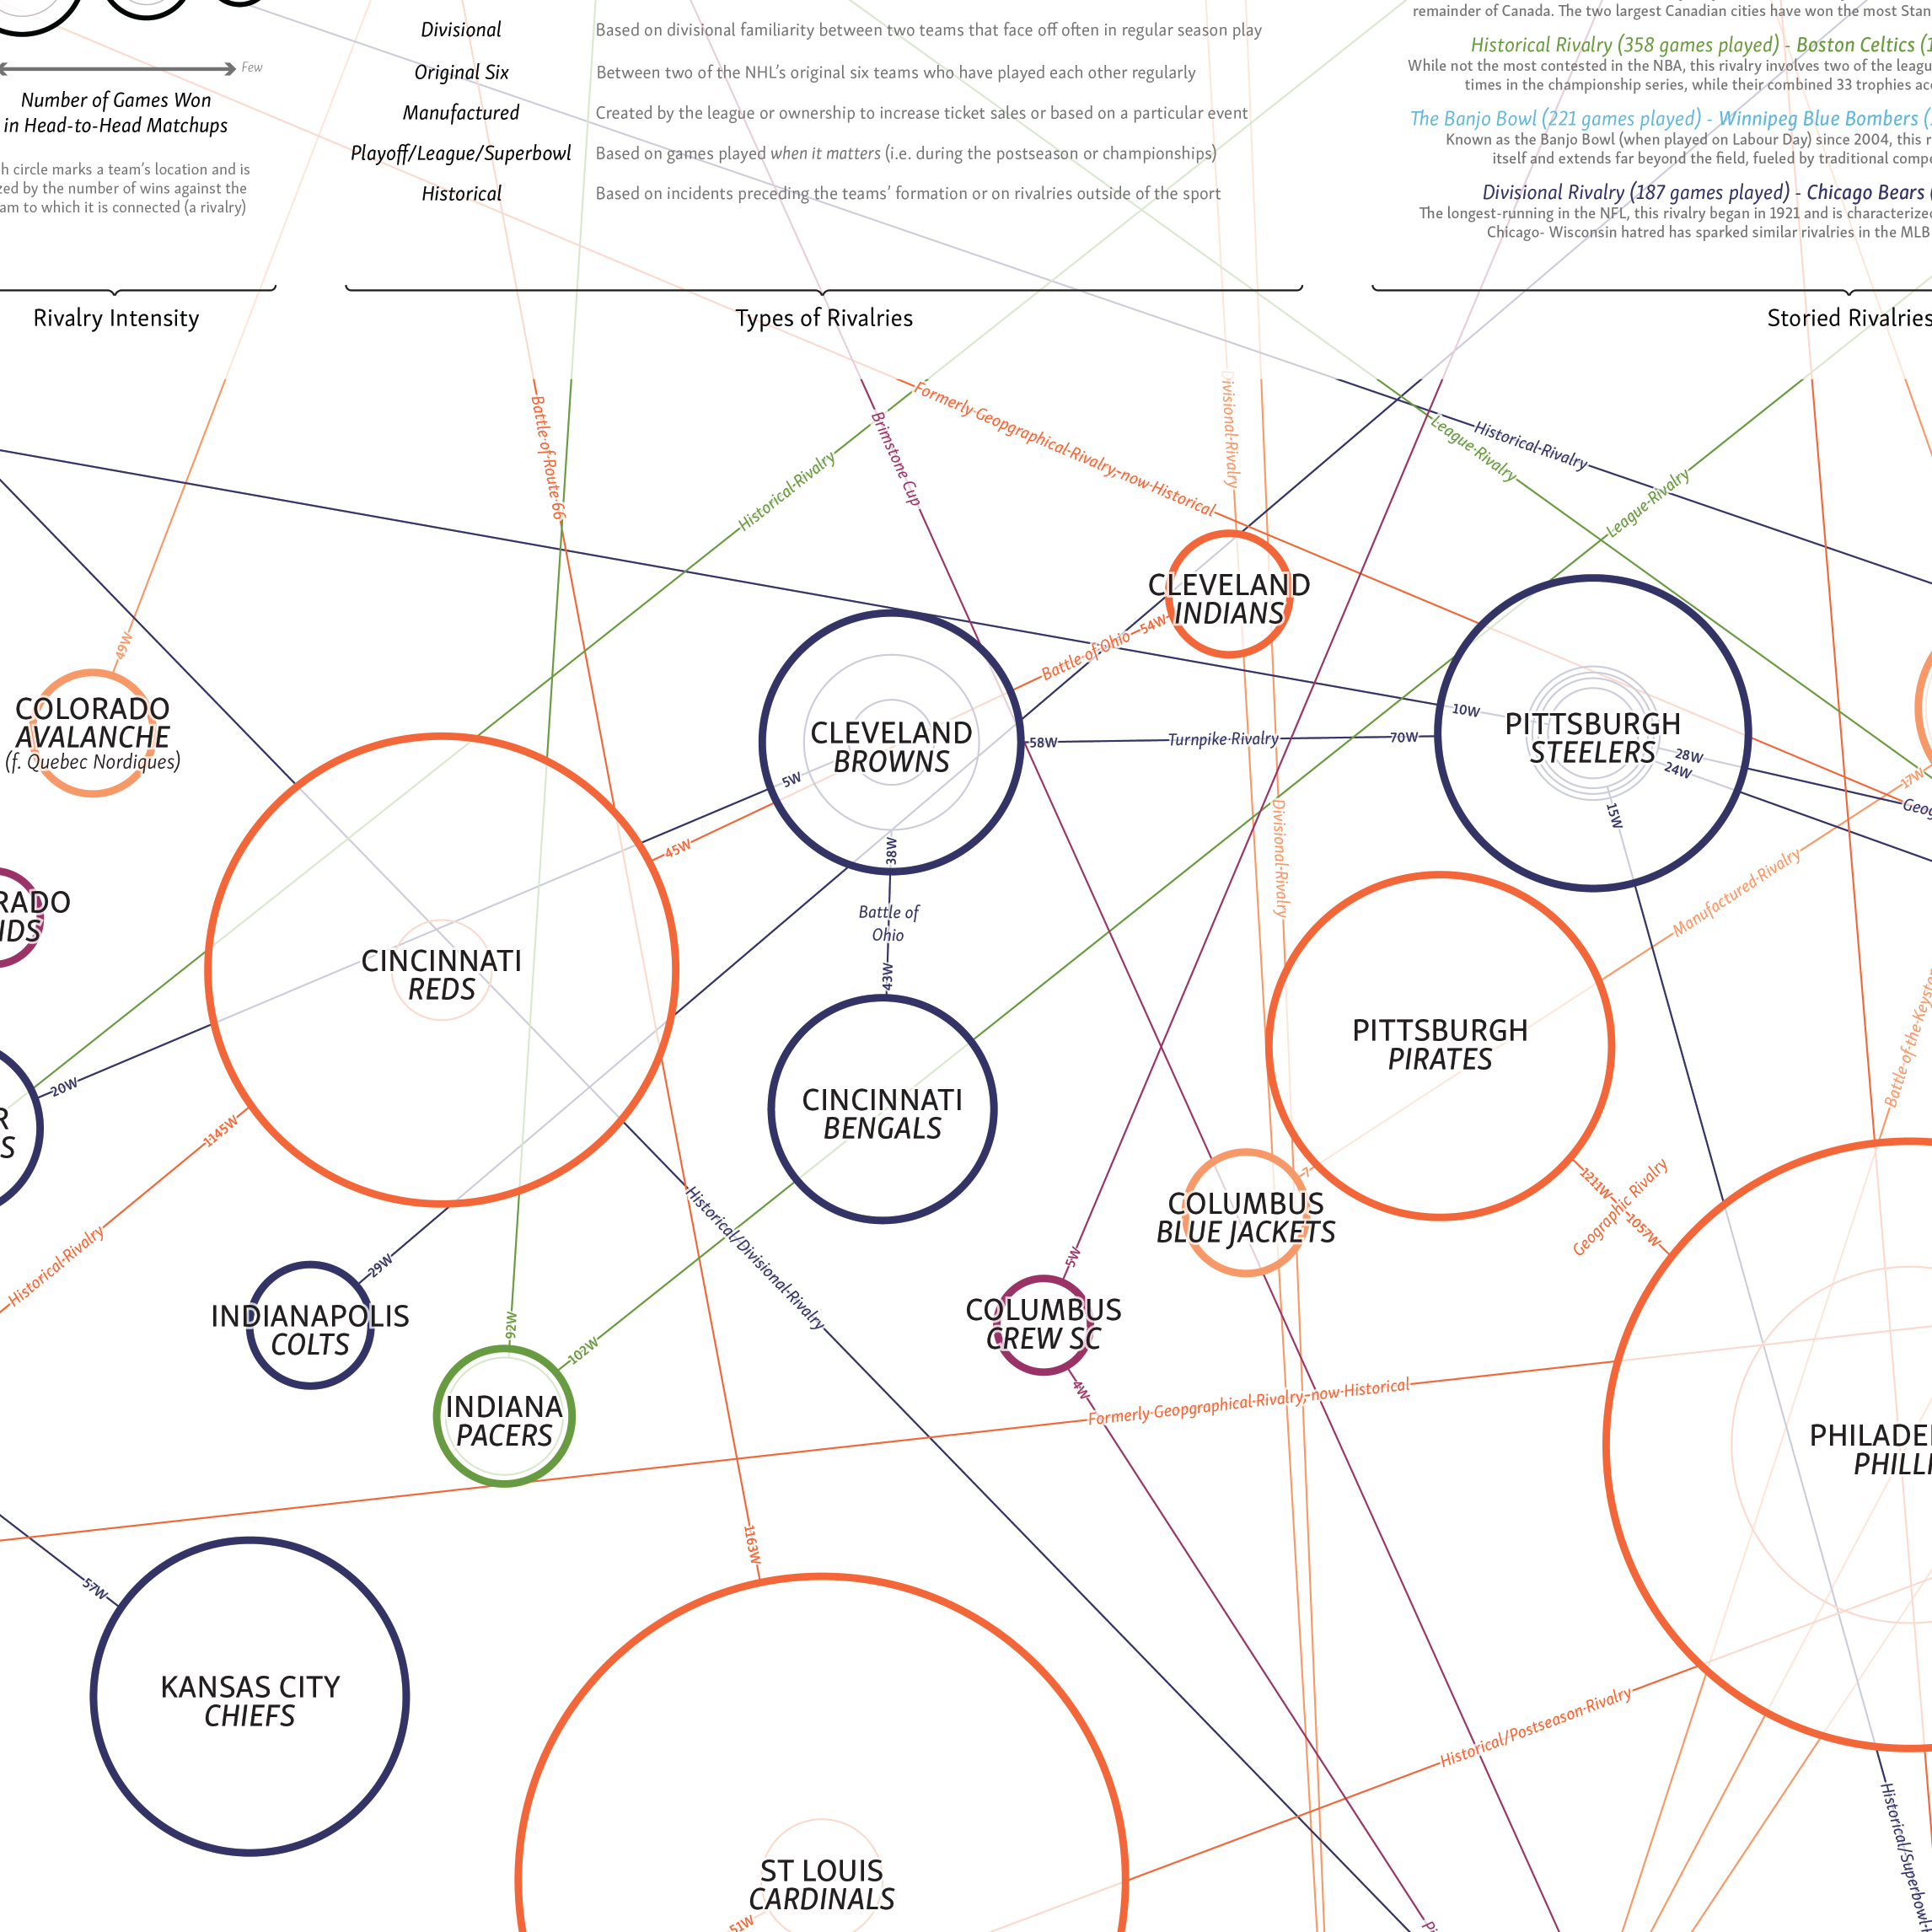 Few
Number of Games Won
in Head-to-Head Matchups
h circle marks a team's location and is
zed by the number of wins against the
am to which it is connected (a rivalry)
Rivalry Intensity
Divisional Based on divisional familiarity between two teams that face off often in regular season play
Original Six Between two of the NHL's original six teams who have played each other regularly
Manufactured Created by the league or ownership to increase ticket sales or based on a particular event
Playoff/League/Superbowl Based on games played when it matters (i.e. during the postseason or championships)
Historical Based on incidents preceding the teams' formation or on rivalries outside of the sport
Types of Rivalries
remainder of Canada. The two largest Canadian cities have won the most Stan
Historical Rivalry (358 games played) - Boston Celtics (1
While not the most contested in the NBA, this rivalry involves two of the leagu
times in the championship series, while their combined 33 trophies ac
The Banjo Bowl (221 games played) - Winnipeg Blue Bombers (
Known as the Banjo Bowl (when played on Labour Day) since 2004, this r
itself and extends far beyond the field, fueled by traditional compe
Divisional Rivalry (187 games played) - Chicago Bears (
The longest-running in the NFL, this rivalry began in 1921 and is characterize
Chicago- Wisconsin hatred has sparked similar rivalries in the MLB
Storied Rivalries
Battle of Route 66
Brimstone Cup
Formerly Geopgraphical Rivalry, now Historical
Divisional Rivalry
League Rivalry
Historical Rivalry
Historical Rivalry
League Rivalry
CLEVELAND
INDIANS
54W
Battle of Ohio
49W
COLORADO
AVALANCHE
(f. Quebec Nordiques)
CLEVELAND
BROWNS
58W
Turnpike Rivalry
70W
10W
PITTSBURGH
STEELERS
28W
24W
15W
17W
Geog
5W
45W
38W
Battle of
Ohio
43W
Divisional Rivalry
Manufactured Rivalry
RADO
IDS
CINCINNATI
REDS
PITTSBURGH
PIRATES
Battle of the Keyston
20W
CINCINNATI
BENGALS
R
S
1145W
7
COLUMBUS
BLUE JACKETS
1211W
Geographic Rivalry
1057W
Historical Rivalry
29W
Historical/Divisional Rivalry
5W
INDIANAPOLIS
COLTS
92W
102W
COLUMBUS
CREW SC
4W
INDIANA
PACERS
Formerly Geopgraphical Rivalry, now Historical
PHILADE
PHILLI
1163W
57W
KANSAS CITY
CHIEFS
Historical/Postseason Rivalry
Historical/Superbowl
ST LOUIS
CARDINALS
51W